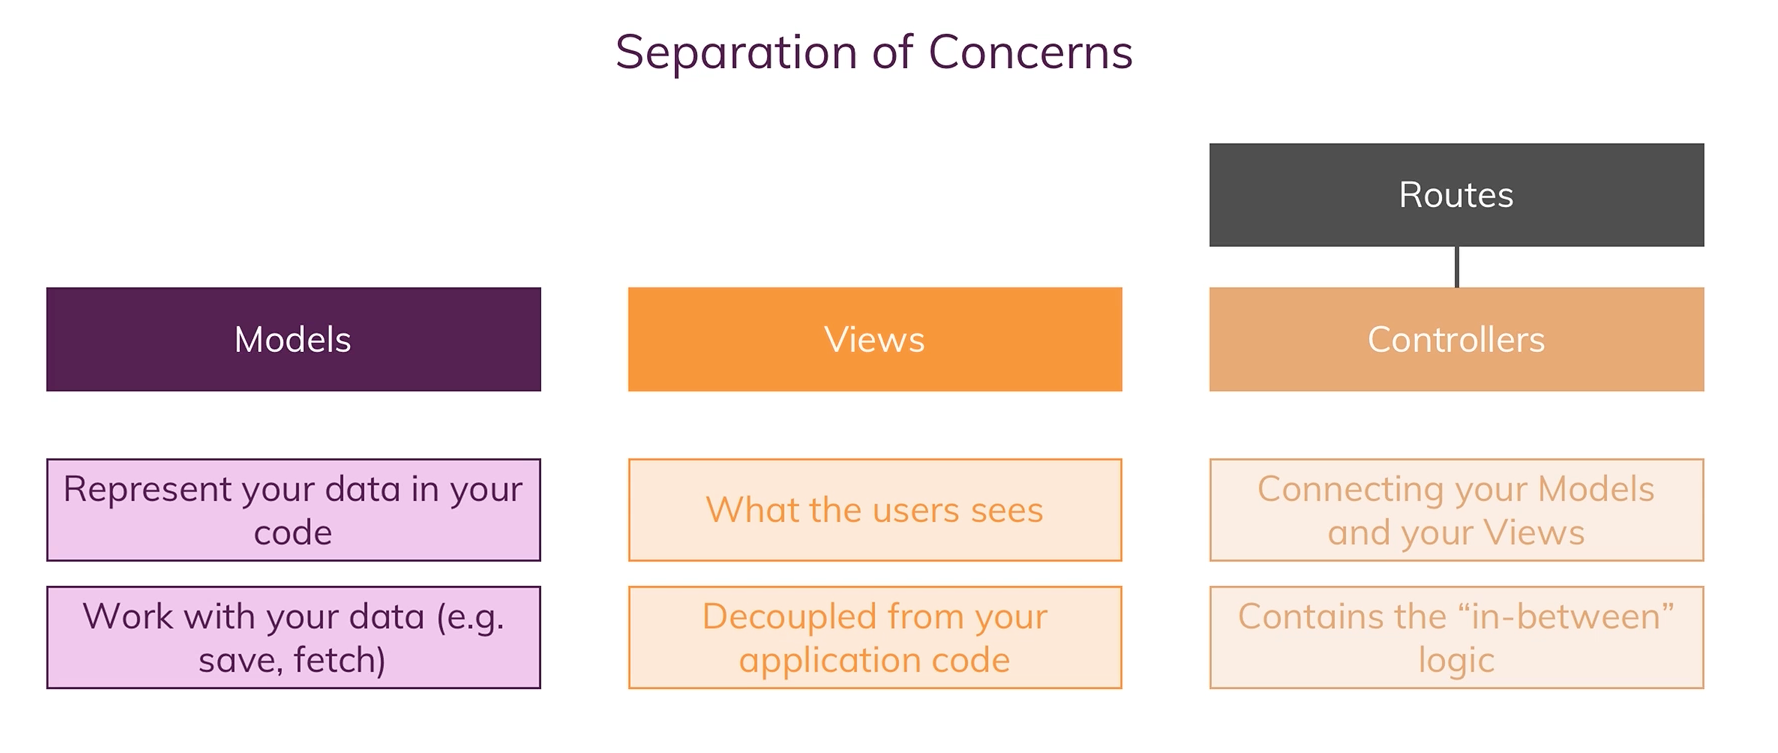 Separation of Concerns
Routes
Models
Views
Controllers
Represent your data in your
code
What the users sees
Connecting your Models
and your Views
Work with your data (e.g.
save, fetch)
Decoupled from your
application code
Contains the “in-between”
logic